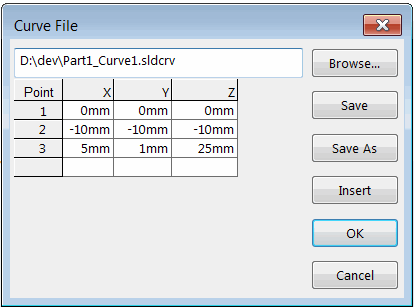 Curve File
D:\dev\Part1_Curve1.sldcrv
Browse...
Point X Y Z
1 0mm 0mm 0mm
2 -10mm -10mm -10mm
3 5mm 1mm 25mm
Save
Save As
Insert
OK
Cancel